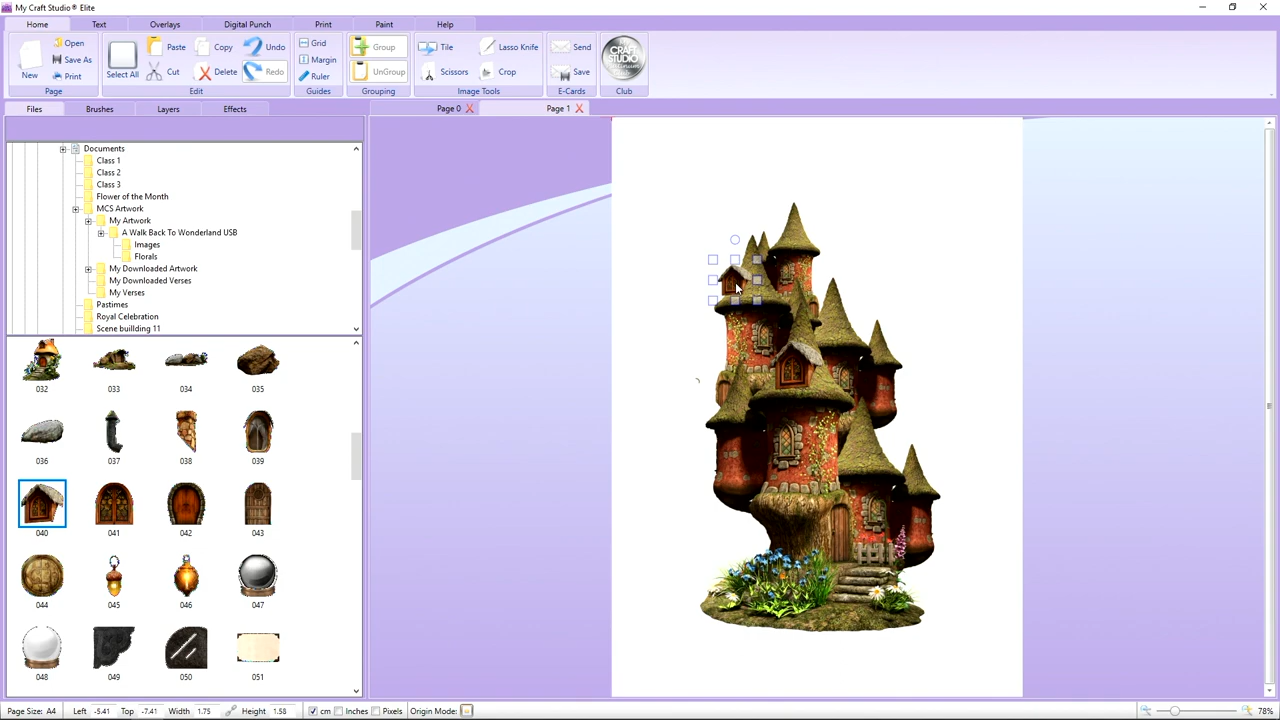 My Craft Studio® Elite
Home Text Overlays Digital Punch Print Paint Help
Open Paste Copy Undo Grid Group Tile Lasso Knife Send
Save As Margin
New Print Select All Cut Delete Redo Ruler UnGroup Scissors Crop Save
Page Edit Guides Grouping Image Tools E-Cards Club
CRAFT STUDIO
Files Brushes Layers Effects Page 0 Page 1
Documents
Class 1
Class 2
Class 3
Flower of the Month
MCS Artwork
My Artwork
A Walk Back To Wonderland USB
Images
Florals
My Downloaded Artwork
My Downloaded Verses
My Verses
Pastimes
Royal Celebration
Scene builling 11
032 033 034 035
036 037 038 039
040 041 042 043
044 045 046 047
048 049 050 051
Page Size: A4 Left -5.41 Top -7.41 Width 1.75 Height 1.58 cm Inches Pixels Origin Mode: 78%